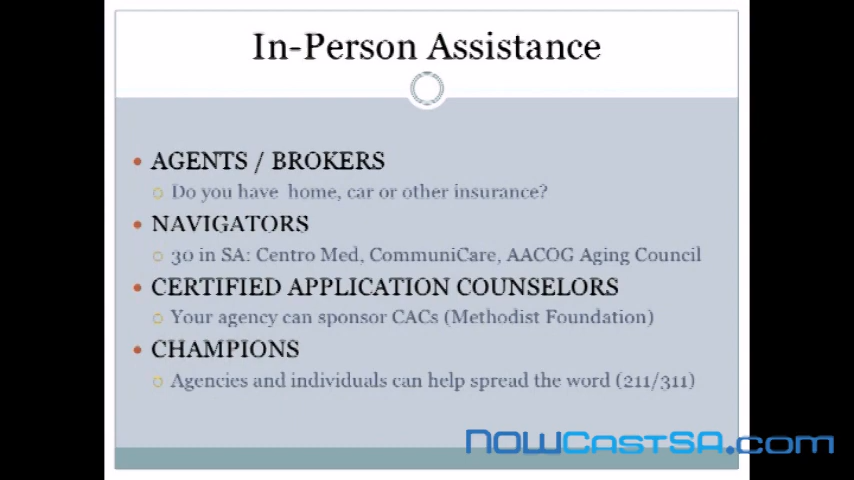 In-Person Assistance
AGENTS / BROKERS
Do you have home, car or other insurance?
NAVIGATORS
30 in SA: Centro Med, CommuniCare, AACOG Aging Council
CERTIFIED APPLICATION COUNSELORS
Your agency can sponsor CACs (Methodist Foundation)
CHAMPIONS
Agencies and individuals can help spread the word (211/311)
NOWCastSA.com